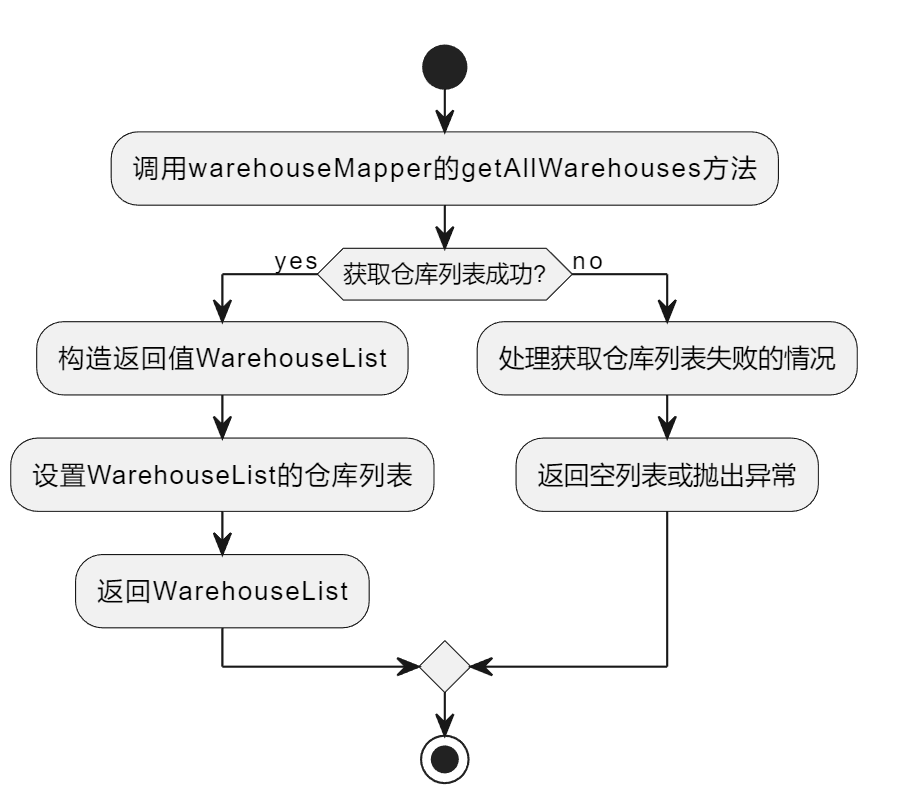 调用warehouseMapper的getAllWarehouses方法
yes
获取仓库列表成功?
no
构造返回值WarehouseList
处理获取仓库列表失败的情况
设置WarehouseList的仓库列表
返回空列表或抛出异常
返回WarehouseList